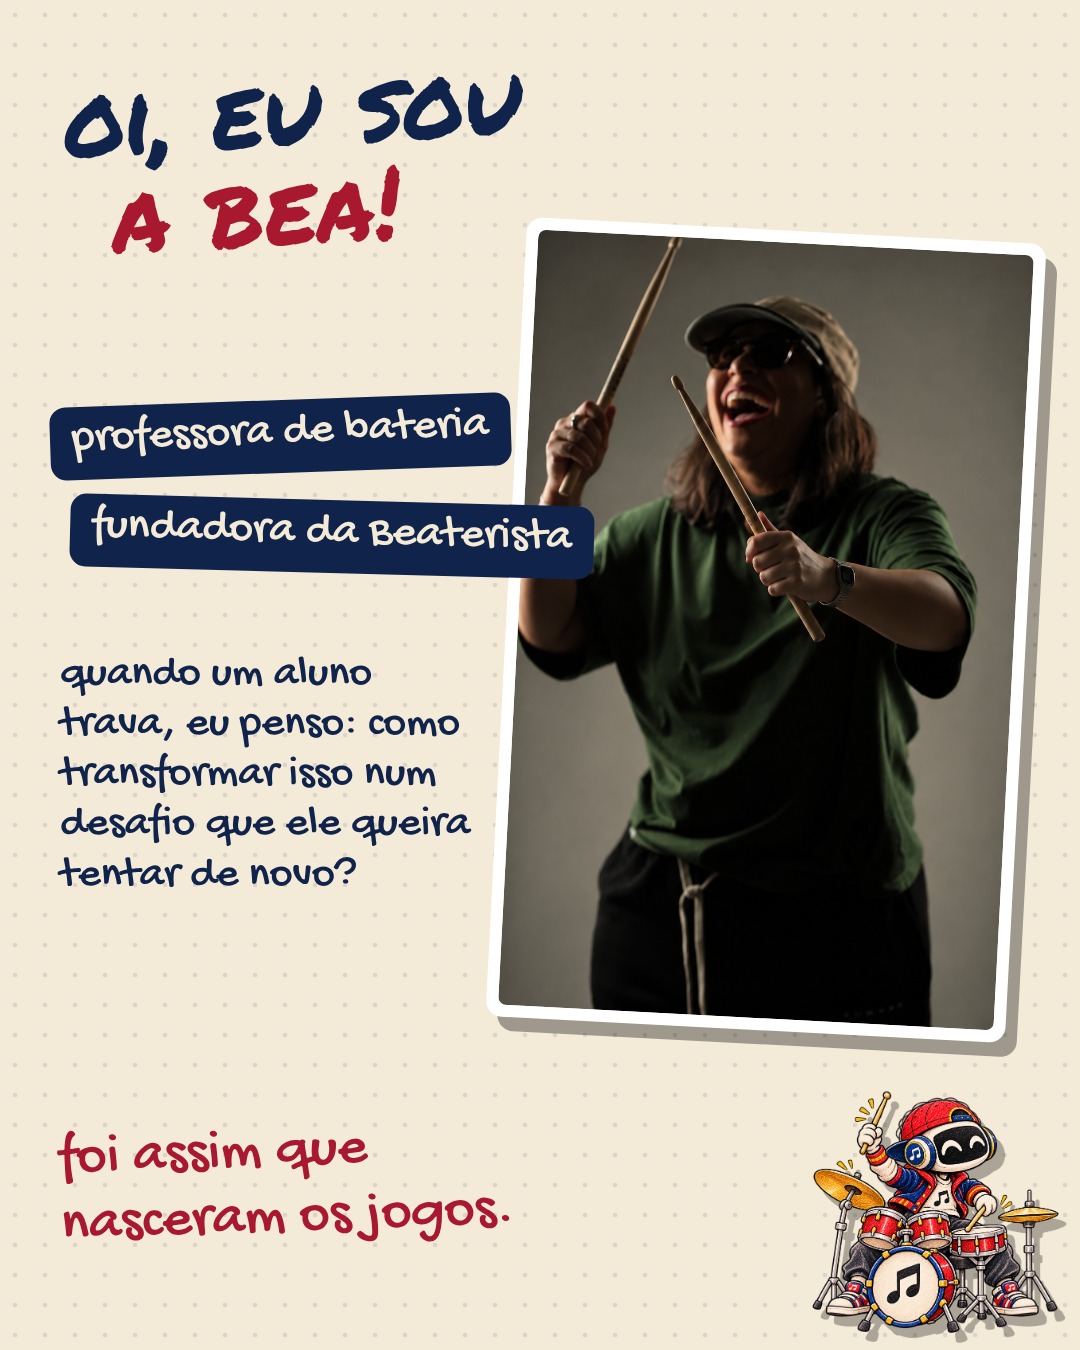 OI, EU SOU
A BEA!
professora de bateria
fundadora da Beaterista
quando um aluno
trava, eu penso: como
transformar isso num
desafio que ele queira
tentar de novo?
foi assim que
nasceram os jogos.